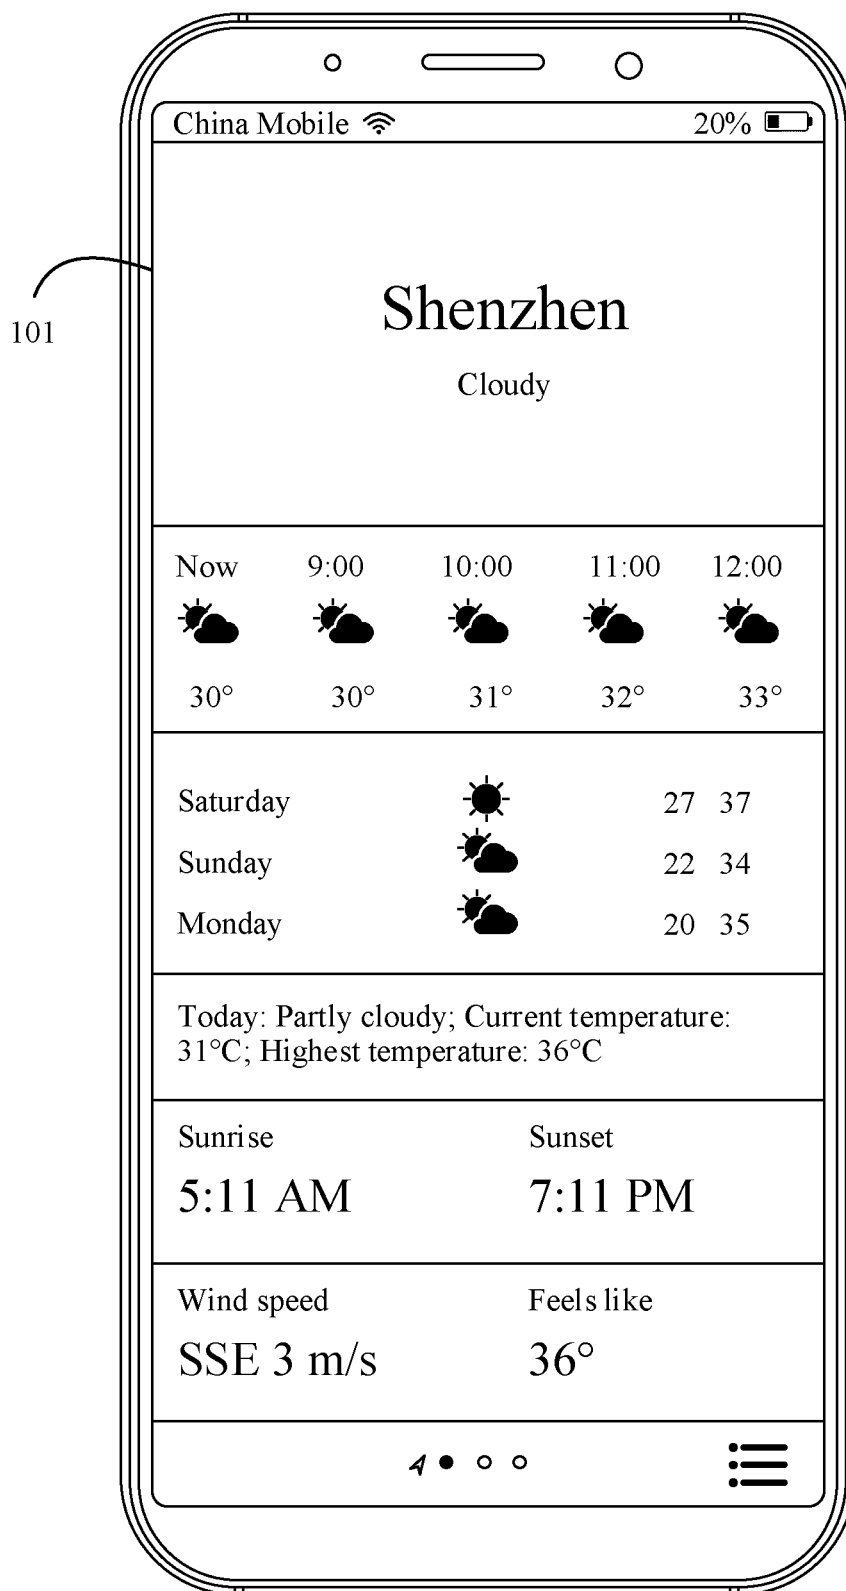 China Mobile 20%
101
Shenzhen
Cloudy
Now 9:00 10:00 11:00 12:00
30° 30° 31° 32° 33°
Saturday 27 37
Sunday 22 34
Monday 20 35
Today: Partly cloudy; Current temperature:
31°C; Highest temperature: 36°C
Sunrise Sunset
5:11 AM 7:11 PM
Wind speed Feels like
SSE 3 m/s 36°